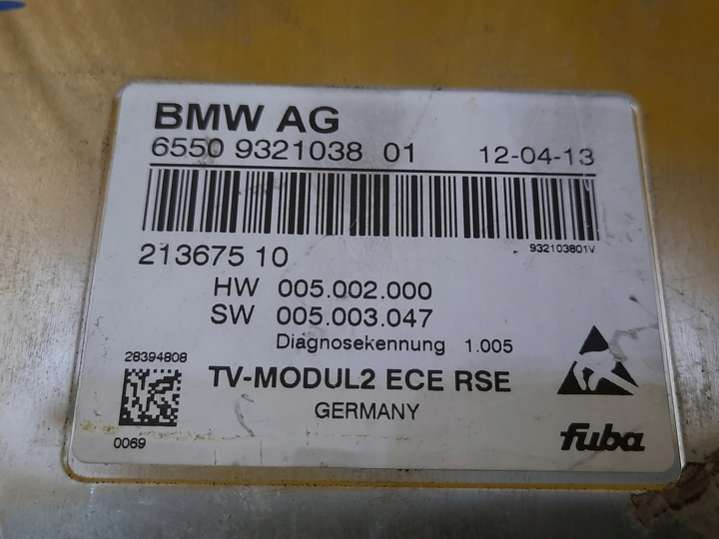 BMW AG
6550 9321038 01 12-04-13
932103801V
213675 10
HW 005.002.000
SW 005.003.047
Diagnosekennung 1.005
28394808
TV-MODUL2 ECE RSE
GERMANY
0069
fuba